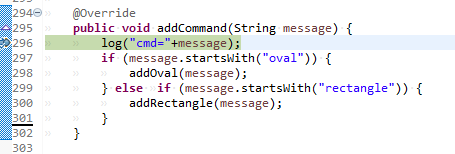 294 @Override
295 public void addCommand(String message) {
296 log("cmd="+message);
297 if (message.startsWith("oval")) {
298 addOval(message);
299 } else if (message.startsWith("rectangle")) {
300 addRectangle(message);
301 }
302 }
303